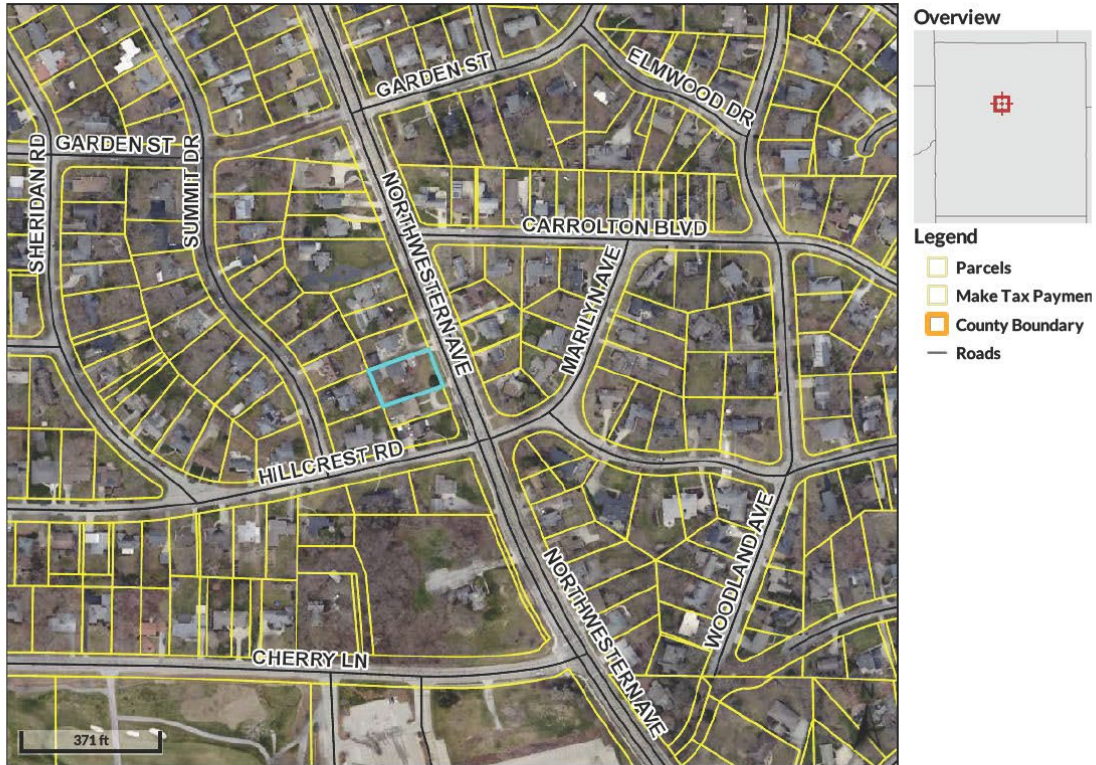 Overview
GARDEN ST
ELMWOOD DR
GARDEN ST
SHERIDAN RD
SUMMIT DR
NORTHWESTERN AVE
CARROLTON BLVD
MARILYN AVE
Legend
Parcels
Make Tax Paymen
County Boundary
Roads
HILLCREST RD
WOODLAND AVE
NORTHWESTERN AVE
CHERRY LN
371 ft